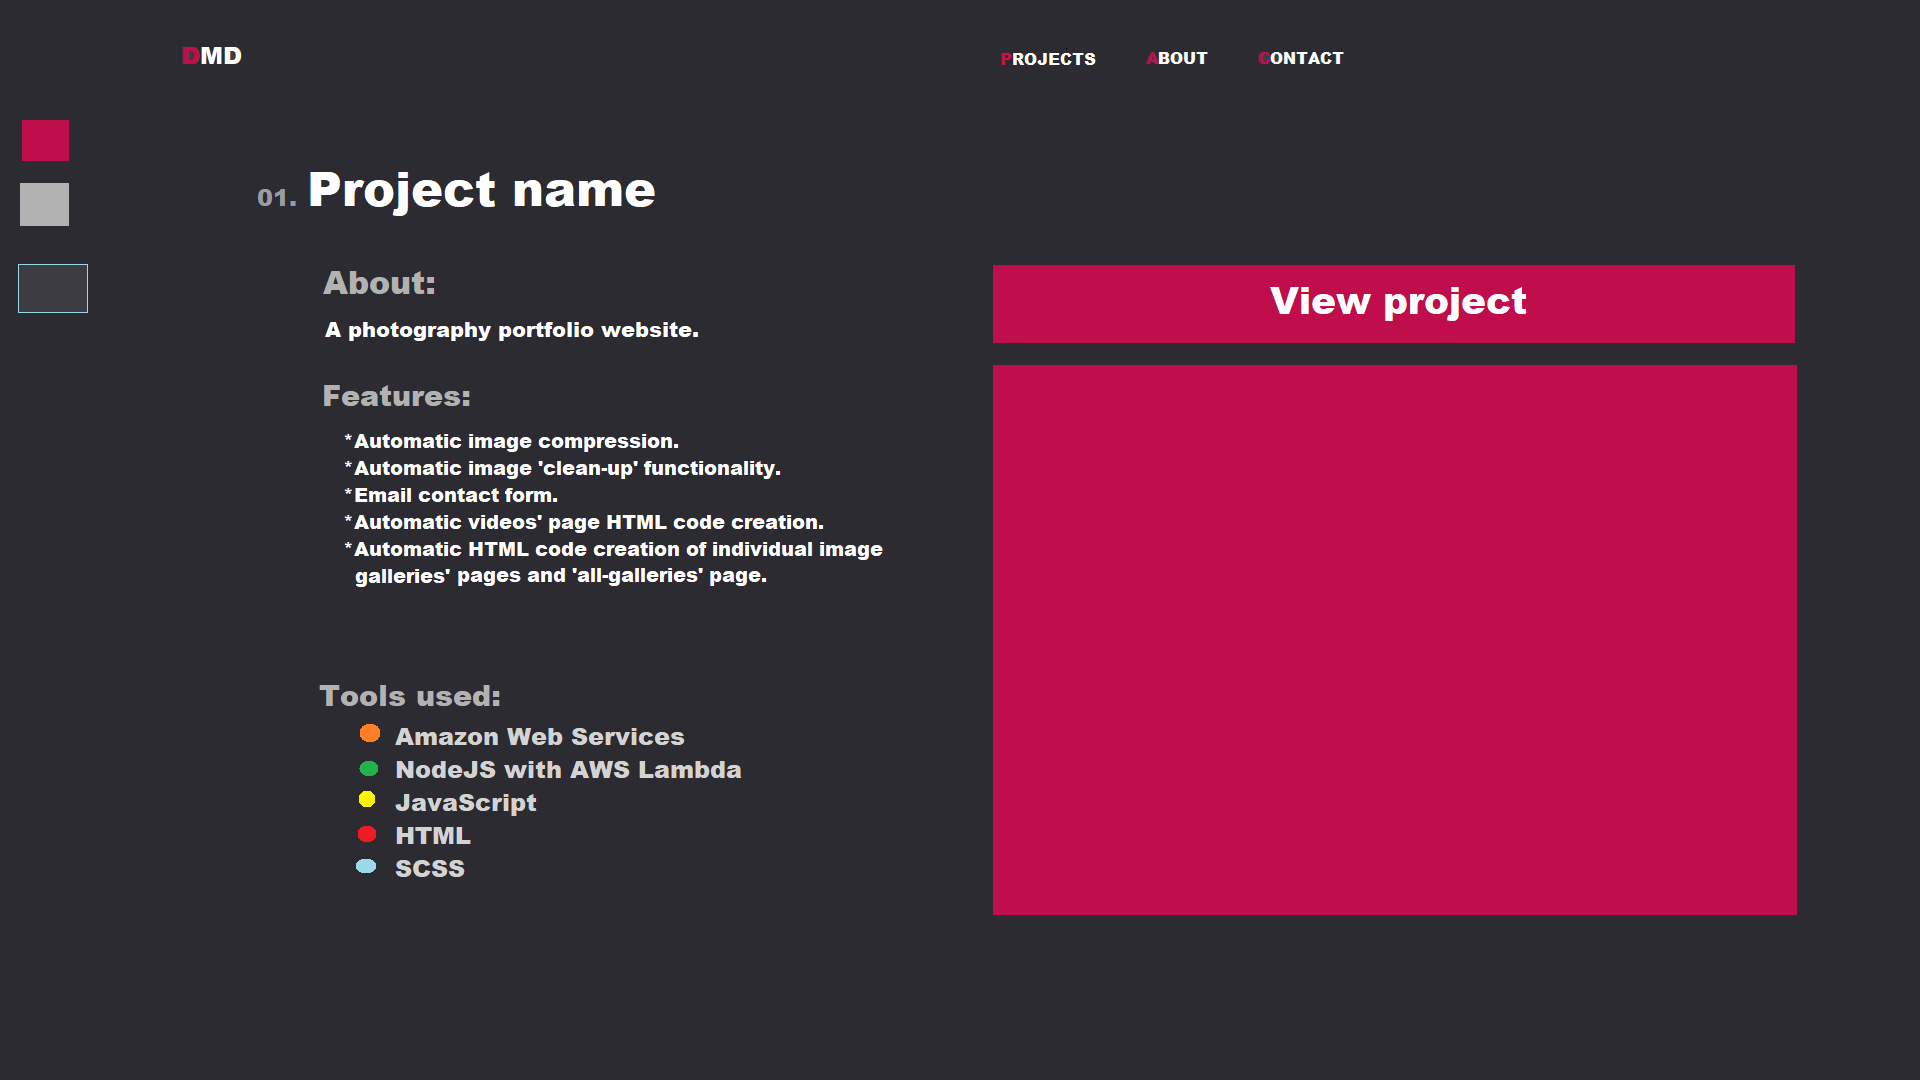 DMD
PROJECTS ABOUT CONTACT
01. Project name
About:
A photography portfolio website.
View project
Features:
*Automatic image compression.
*Automatic image 'clean-up' functionality.
*Email contact form.
*Automatic videos' page HTML code creation.
*Automatic HTML code creation of individual image
galleries' pages and 'all-galleries' page.
Tools used:
Amazon Web Services
NodeJS with AWS Lambda
JavaScript
HTML
SCSS